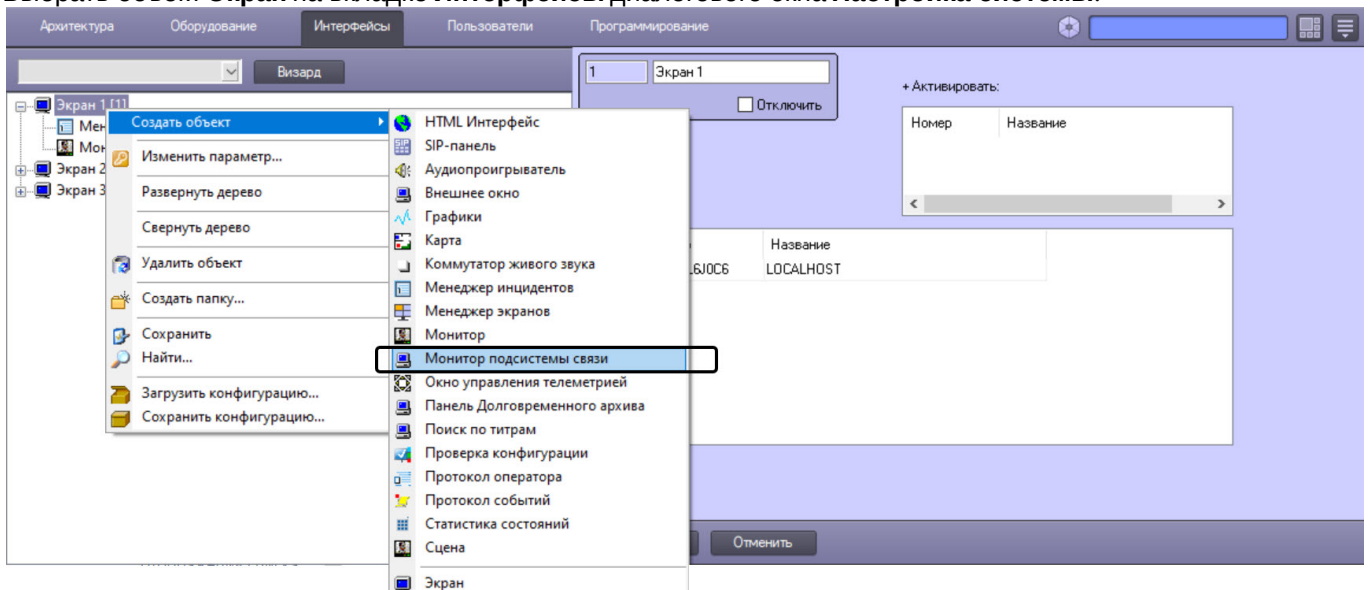 Архитектура Оборудование Интерфейсы Пользователи Программирование
Визард
1 Экран 1
Отключить
+ Активировать:
Номер Название
Экран 1 [1]
Мен
Мон
Экран 2
Экран 3
Создать объект
Изменить параметр...
Развернуть дерево
Свернуть дерево
Удалить объект
Создать папку...
Сохранить
Найти...
Загрузить конфигурацию...
Сохранить конфигурацию...
HTML Интерфейс
SIP-панель
Аудиопроигрыватель
Внешнее окно
Графики
Карта
Коммутатор живого звука
Менеджер инцидентов
Менеджер экранов
Монитор
Монитор подсистемы связи
Окно управления телеметрией
Панель Долговременного архива
Поиск по титрам
Проверка конфигурации
Протокол оператора
Протокол событий
Статистика состояний
Сцена
Экран
Название
LOCALHOST
Отменить